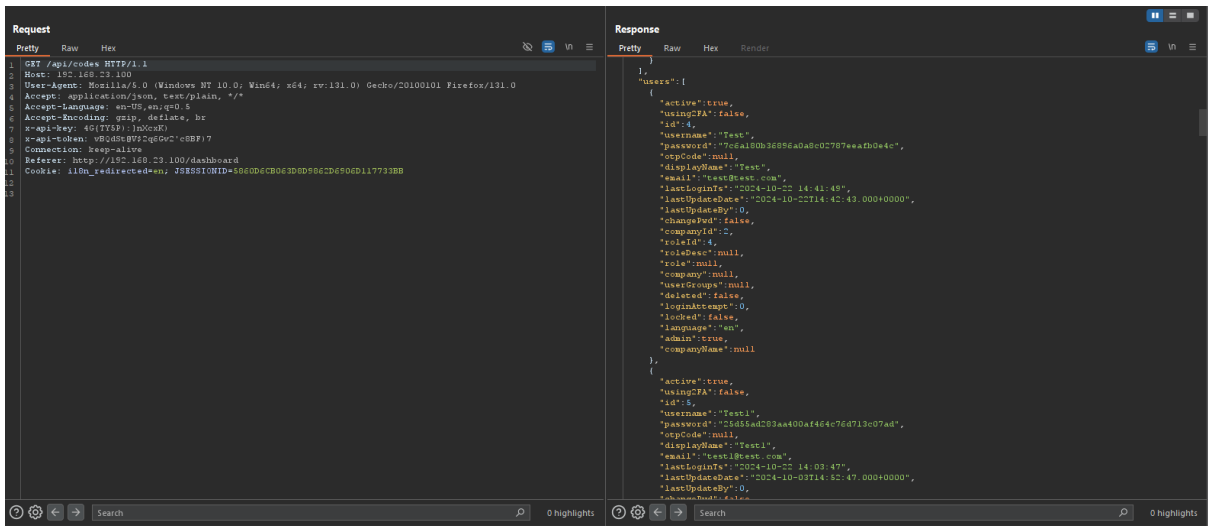 Request
Pretty Raw Hex
\n
1 GET /api/codes HTTP/1.1
2 Host: 192.168.23.100
3 User-Agent: Mozilla/5.0 (Windows NT 10.0; Win64; x64; rv:131.0) Gecko/20100101 Firefox/131.0
4 Accept: application/json, text/plain, */*
5 Accept-Language: en-US,en;q=0.5
6 Accept-Encoding: gzip, deflate, br
7 x-api-key: 4G{TY5P):]nXcxK)
8 x-api-token:
9 Connection: keep-alive
10 Referer: http://192.168.23.100/dashboard
11 Cookie: i18n_redirected=en; JSESSIONID=5860D6CB063D8D9862D6906D117733BB
12
13
Search
0 highlights
Response
Pretty Raw Hex Render
\n
}
],
"users":[
{
"active":true,
"using2FA":false,
"id":4,
"username":"Test",
"password":"7c6a180b36896a0a8c02787eeafb0e4c",
"otpCode":null,
"displayName":"Test",
"email":"test@test.com",
"lastLoginTs":"2024-10-22 14:41:49",
"lastUpdateDate":"2024-10-22T14:42:43.000+0000",
"lastUpdateBy":0,
"changePwd":false,
"companyId":2,
"roleId":4,
"roleDesc":null,
"role":null,
"company":null,
"userGroups":null,
"deleted":false,
"loginAttempt":0,
"locked":false,
"language":"en",
"admin":true,
"companyName":null
},
{
"active":true,
"using2FA":false,
"id":5,
"username":"Test1",
"password":"25d55ad283aa400af464c76d713c07ad",
"otpCode":null,
"displayName":"Test1",
"email":"test1@test.com",
"lastLoginTs":"2024-10-22 14:03:47",
"lastUpdateDate":"2024-10-03T14:52:47.000+0000",
"lastUpdateBy":0,
Search
0 highlights